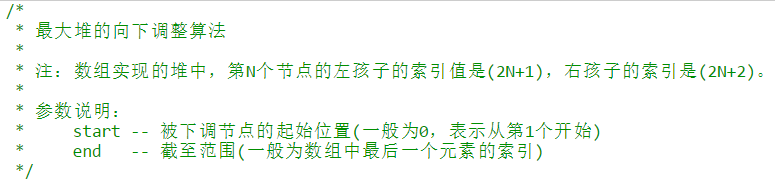 /*
 * 最大堆的向下调整算法
 *
 * 注：数组实现的堆中，第N个节点的左孩子的索引值是(2N+1)，右孩子的索引是(2N+2)。
 *
 * 参数说明：
 *     start -- 被下调节点的起始位置(一般为0，表示从第1个开始)
 *     end   -- 截至范围(一般为数组中最后一个元素的索引)
 */